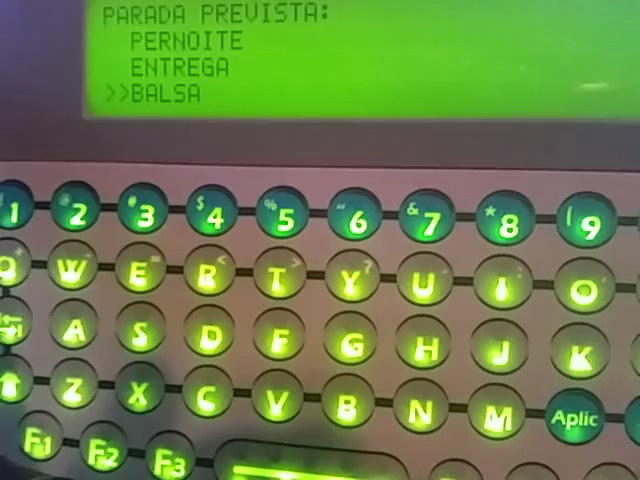 PARADA PREVISTA:
PERNOITE
ENTREGA
>>BALSA
! 1 @ 2 # 3 $ 4 % 5 " 6 & 7 * 8 ( 9
Q W E = R < T > Y ? U I : O
A S D F G H J K
Z X C V B N M Aplic
F1 F2 F3